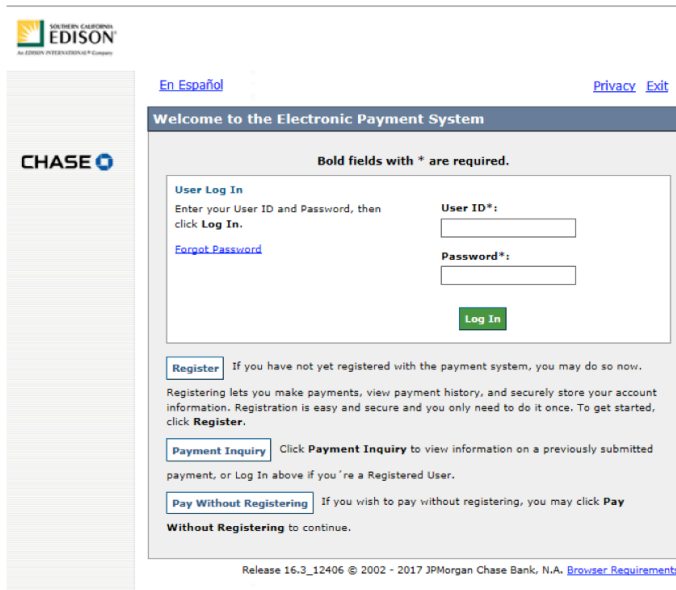 SOUTHERN CALIFORNIA
EDISON®
An EDISON INTERNATIONAL® Company
En Español
Privacy Exit
Welcome to the Electronic Payment System
CHASE
Bold fields with * are required.
User Log In
Enter your User ID and Password, then
click Log In.
Forgot Password
User ID*:
Password*:
Log In
Register If you have not yet registered with the payment system, you may do so now.
Registering lets you make payments, view payment history, and securely store your account
information. Registration is easy and secure and you only need to do it once. To get started,
click Register.
Payment Inquiry Click Payment Inquiry to view information on a previously submitted
payment, or Log In above if you´re a Registered User.
Pay Without Registering If you wish to pay without registering, you may click Pay
Without Registering to continue.
Release 16.3_12406 © 2002 - 2017 JPMorgan Chase Bank, N.A. Browser Requirements